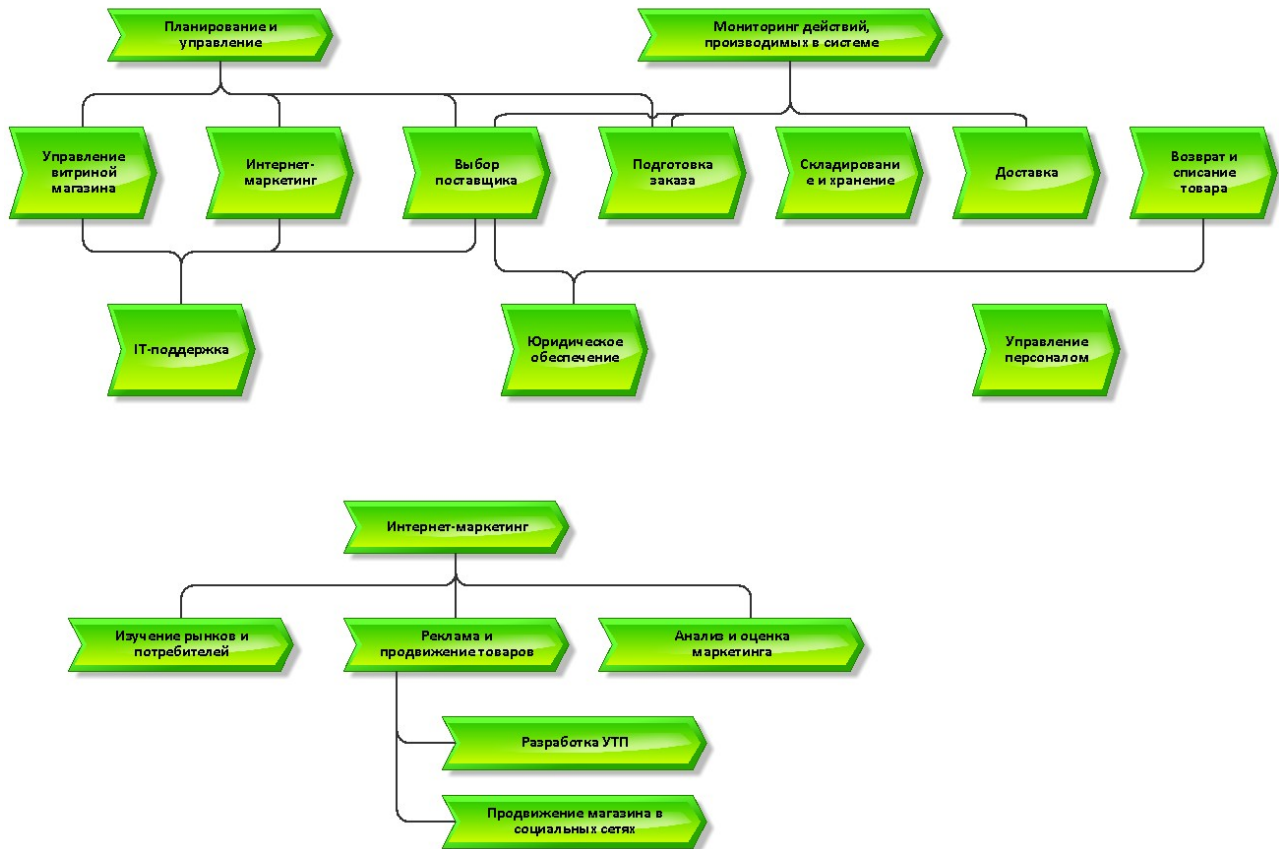 Планирование и
управление
Мониторинг действий,
производимых в системе
Управление
витриной
магазина
Интернет-
маркетинг
Выбор
поставщика
Подготовка
заказа
Складировани
е и хранение
Доставка
Возврат и
списание
товара
IT-поддержка
Юридическое
обеспечение
Управление
персоналом
Интернет-маркетинг
Изучение рынков и
потребителей
Реклама и
продвижение товаров
Анализ и оценка
маркетинга
Разработка УТП
Продвижение магазина в
социальных сетях